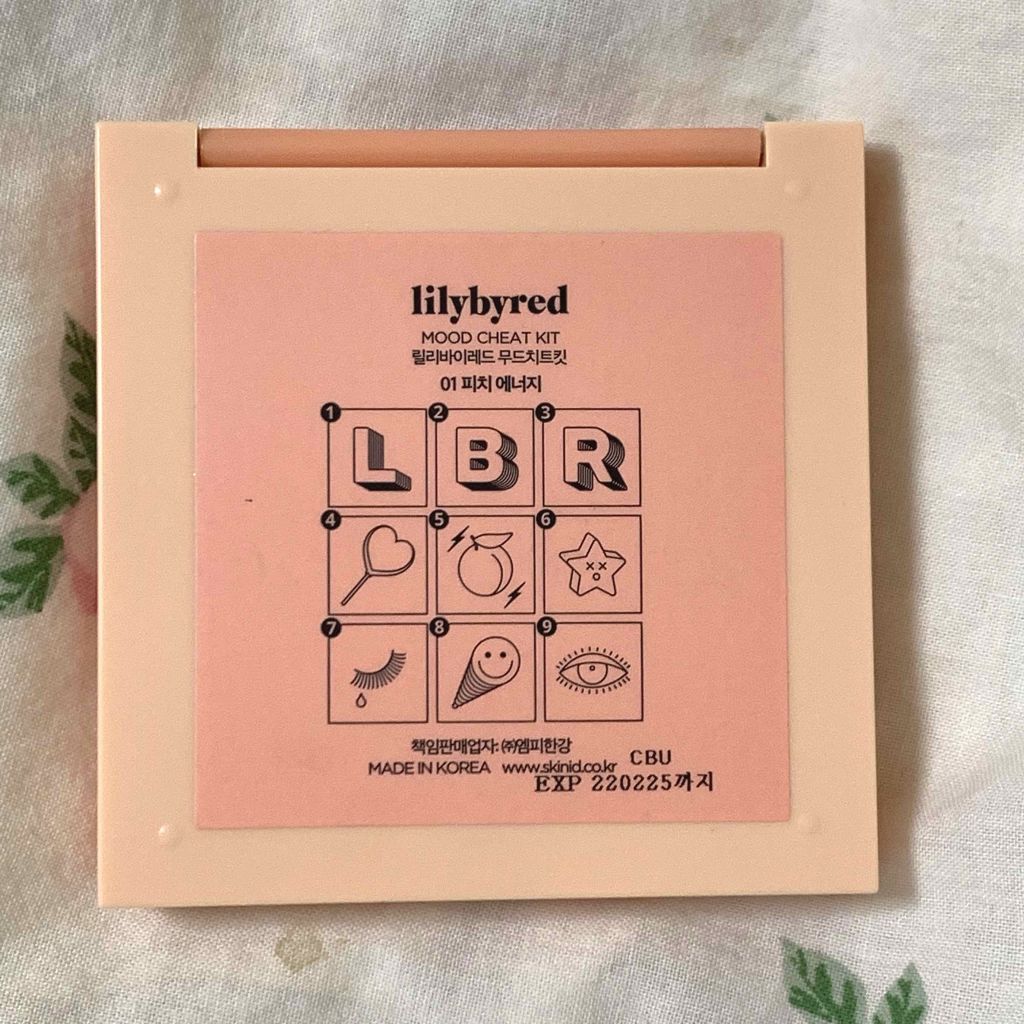 lilybyred
MOOD CHEAT KIT
릴리바이레드 무드치트킷
01 피치 에너지
1 2 3
L B R
4 5 6
7 8 9
책임판매업자: ㈜엠피한강
MADE IN KOREA www.skinid.co.kr CBU
EXP 220225까지